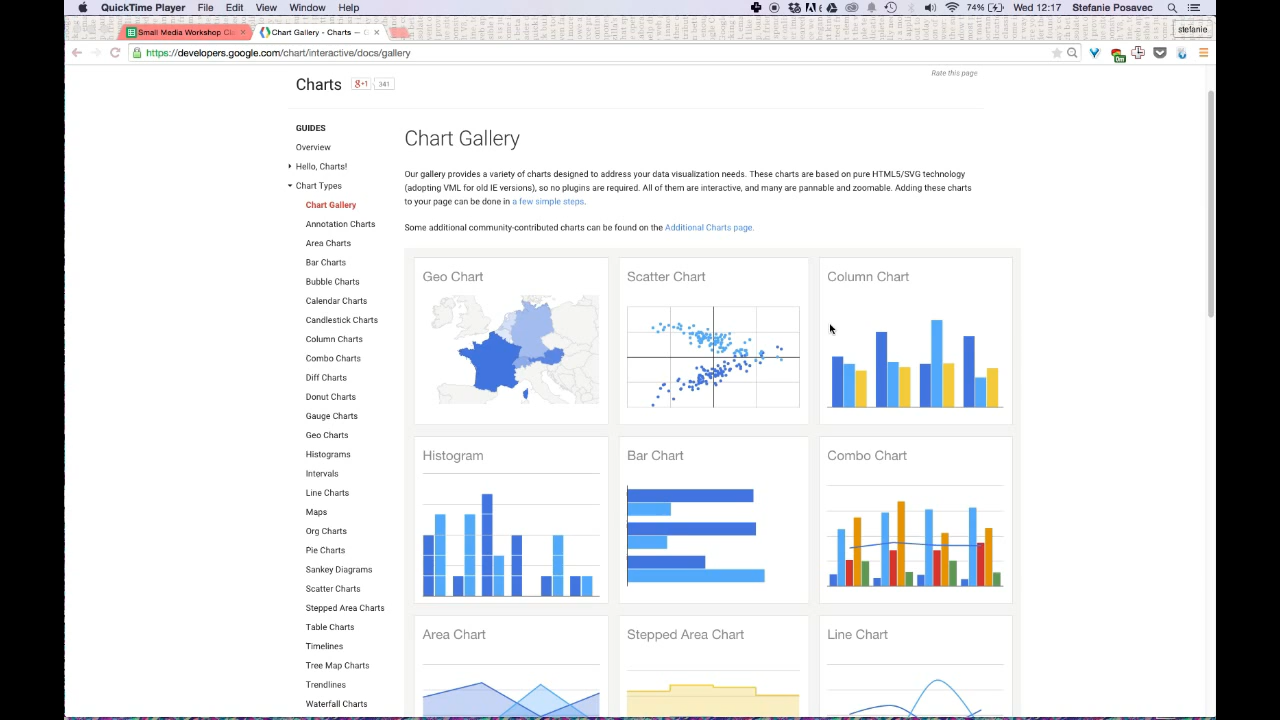 QuickTime Player File Edit View Window Help 74% Wed 12:17 Stefanie Posavec
Small Media Workshop Cl
Chart Gallery - Charts —
stefanie
https://developers.google.com/chart/interactive/docs/gallery
0m
Rate this page
Charts
g+1 341
GUIDES
Overview
Hello, Charts!
Chart Types
Chart Gallery
Annotation Charts
Area Charts
Bar Charts
Bubble Charts
Calendar Charts
Candlestick Charts
Column Charts
Combo Charts
Diff Charts
Donut Charts
Gauge Charts
Geo Charts
Histograms
Intervals
Line Charts
Maps
Org Charts
Pie Charts
Sankey Diagrams
Scatter Charts
Stepped Area Charts
Table Charts
Timelines
Tree Map Charts
Trendlines
Waterfall Charts
Chart Gallery
Our gallery provides a variety of charts designed to address your data visualization needs. These charts are based on pure HTML5/SVG technology
(adopting VML for old IE versions), so no plugins are required. All of them are interactive, and many are pannable and zoomable. Adding these charts
to your page can be done in a few simple steps.
Some additional community-contributed charts can be found on the Additional Charts page.
Geo Chart
Scatter Chart
Column Chart
Histogram
Bar Chart
Combo Chart
Area Chart
Stepped Area Chart
Line Chart